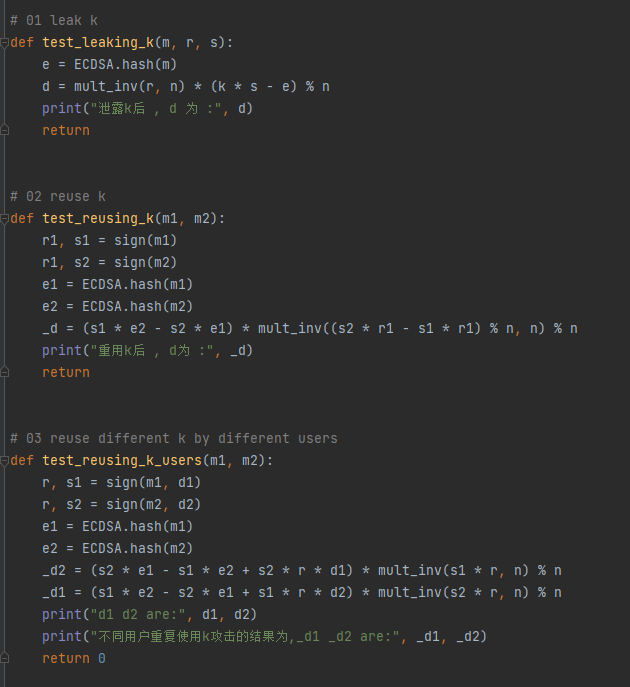 # 01 leak k
def test_leaking_k(m, r, s):
    e = ECDSA.hash(m)
    d = mult_inv(r, n) * (k * s - e) % n
    print("泄露k后 , d 为 :", d)
    return
# 02 reuse k
def test_reusing_k(m1, m2):
    r1, s1 = sign(m1)
    r1, s2 = sign(m2)
    e1 = ECDSA.hash(m1)
    e2 = ECDSA.hash(m2)
    _d = (s1 * e2 - s2 * e1) * mult_inv((s2 * r1 - s1 * r1) % n, n) % n
    print("重用k后 , d为 :", _d)
    return
# 03 reuse different k by different users
def test_reusing_k_users(m1, m2):
    r, s1 = sign(m1, d1)
    r, s2 = sign(m2, d2)
    e1 = ECDSA.hash(m1)
    e2 = ECDSA.hash(m2)
    _d2 = (s2 * e1 - s1 * e2 + s2 * r * d1) * mult_inv(s1 * r, n) % n
    _d1 = (s1 * e2 - s2 * e1 + s1 * r * d2) * mult_inv(s2 * r, n) % n
    print("d1 d2 are:", d1, d2)
    print("不同用户重复使用k攻击的结果为,_d1 _d2 are:", _d1, _d2)
    return 0